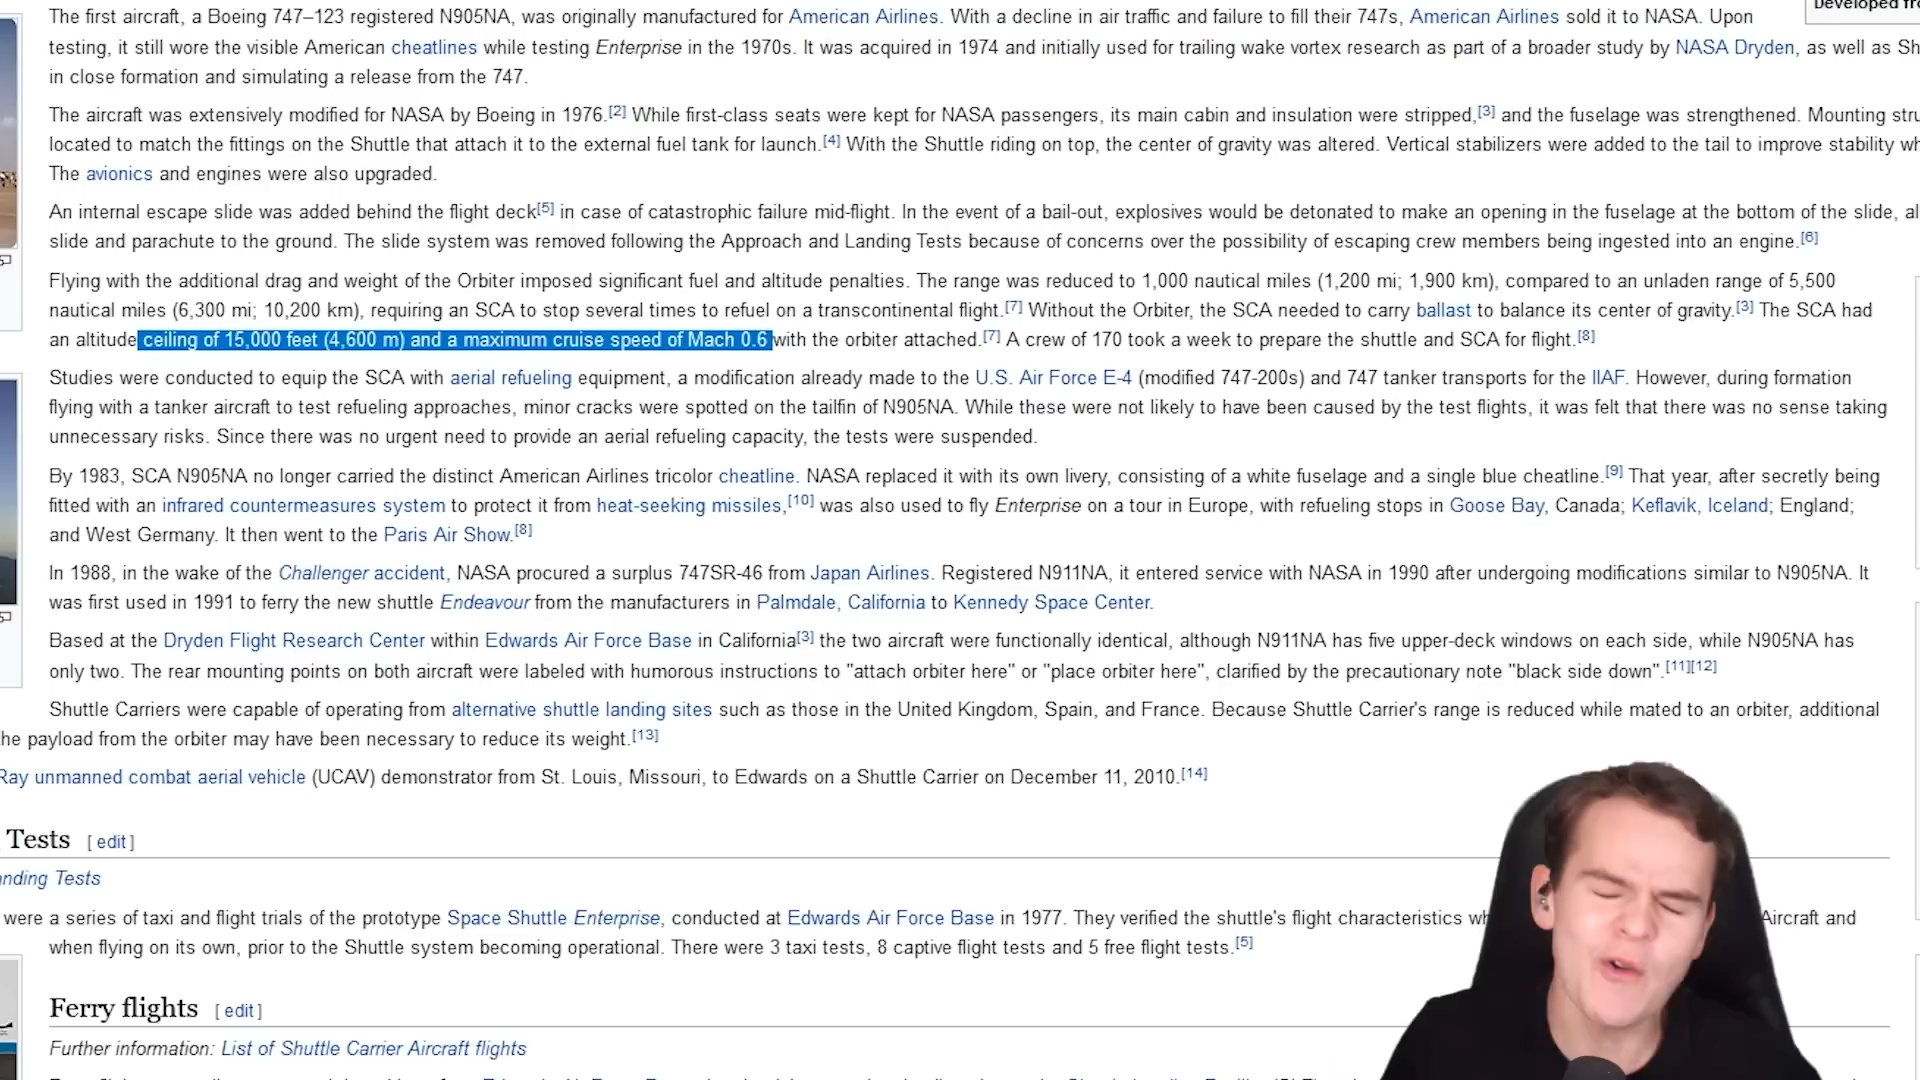 Developed fro
The first aircraft, a Boeing 747–123 registered N905NA, was originally manufactured for American Airlines. With a decline in air traffic and failure to fill their 747s, American Airlines sold it to NASA. Upon
testing, it still wore the visible American cheatlines while testing Enterprise in the 1970s. It was acquired in 1974 and initially used for trailing wake vortex research as part of a broader study by NASA Dryden, as well as Sh
in close formation and simulating a release from the 747.
The aircraft was extensively modified for NASA by Boeing in 1976.[2] While first-class seats were kept for NASA passengers, its main cabin and insulation were stripped,[3] and the fuselage was strengthened. Mounting stru
located to match the fittings on the Shuttle that attach it to the external fuel tank for launch.[4] With the Shuttle riding on top, the center of gravity was altered. Vertical stabilizers were added to the tail to improve stability wh
The avionics and engines were also upgraded.
An internal escape slide was added behind the flight deck[5] in case of catastrophic failure mid-flight. In the event of a bail-out, explosives would be detonated to make an opening in the fuselage at the bottom of the slide, al
slide and parachute to the ground. The slide system was removed following the Approach and Landing Tests because of concerns over the possibility of escaping crew members being ingested into an engine.[6]
Flying with the additional drag and weight of the Orbiter imposed significant fuel and altitude penalties. The range was reduced to 1,000 nautical miles (1,200 mi; 1,900 km), compared to an unladen range of 5,500
nautical miles (6,300 mi; 10,200 km), requiring an SCA to stop several times to refuel on a transcontinental flight.[7] Without the Orbiter, the SCA needed to carry ballast to balance its center of gravity.[3] The SCA had
an altitude ceiling of 15,000 feet (4,600 m) and a maximum cruise speed of Mach 0.6 with the orbiter attached.[7] A crew of 170 took a week to prepare the shuttle and SCA for flight.[8]
Studies were conducted to equip the SCA with aerial refueling equipment, a modification already made to the U.S. Air Force E-4 (modified 747-200s) and 747 tanker transports for the IIAF. However, during formation
flying with a tanker aircraft to test refueling approaches, minor cracks were spotted on the tailfin of N905NA. While these were not likely to have been caused by the test flights, it was felt that there was no sense taking
unnecessary risks. Since there was no urgent need to provide an aerial refueling capacity, the tests were suspended.
By 1983, SCA N905NA no longer carried the distinct American Airlines tricolor cheatline. NASA replaced it with its own livery, consisting of a white fuselage and a single blue cheatline.[9] That year, after secretly being
fitted with an infrared countermeasures system to protect it from heat-seeking missiles,[10] was also used to fly Enterprise on a tour in Europe, with refueling stops in Goose Bay, Canada; Keflavik, Iceland; England;
and West Germany. It then went to the Paris Air Show.[8]
In 1988, in the wake of the Challenger accident, NASA procured a surplus 747SR-46 from Japan Airlines. Registered N911NA, it entered service with NASA in 1990 after undergoing modifications similar to N905NA. It
was first used in 1991 to ferry the new shuttle Endeavour from the manufacturers in Palmdale, California to Kennedy Space Center.
Based at the Dryden Flight Research Center within Edwards Air Force Base in California[3] the two aircraft were functionally identical, although N911NA has five upper-deck windows on each side, while N905NA has
only two. The rear mounting points on both aircraft were labeled with humorous instructions to "attach orbiter here" or "place orbiter here", clarified by the precautionary note "black side down".[11][12]
Shuttle Carriers were capable of operating from alternative shuttle landing sites such as those in the United Kingdom, Spain, and France. Because Shuttle Carrier's range is reduced while mated to an orbiter, additional
he payload from the orbiter may have been necessary to reduce its weight.[13]
Ray unmanned combat aerial vehicle (UCAV) demonstrator from St. Louis, Missouri, to Edwards on a Shuttle Carrier on December 11, 2010.[14]
Tests [ edit ]
nding Tests
were a series of taxi and flight trials of the prototype Space Shuttle Enterprise, conducted at Edwards Air Force Base in 1977. They verified the shuttle's flight characteristics wh Aircraft and
when flying on its own, prior to the Shuttle system becoming operational. There were 3 taxi tests, 8 captive flight tests and 5 free flight tests.[5]
Ferry flights [ edit ]
Further information: List of Shuttle Carrier Aircraft flights